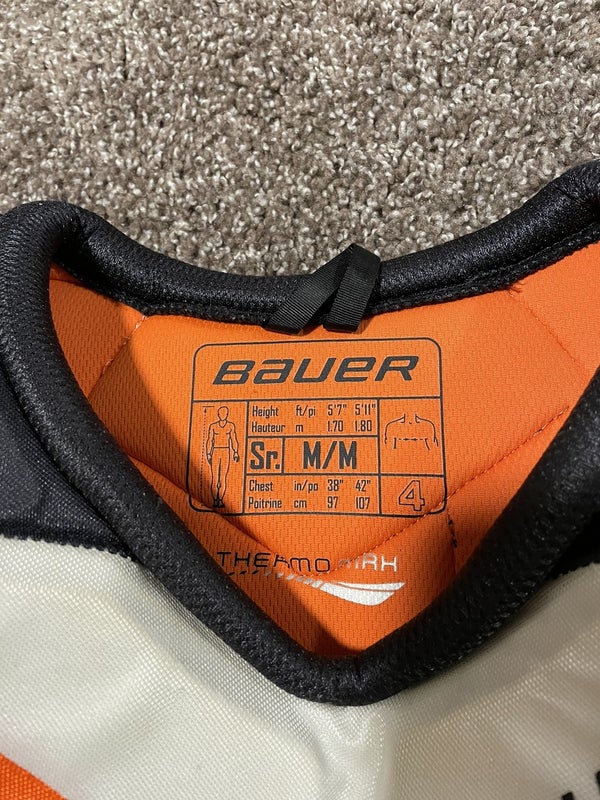 BAUER
Height ft/pi 5'7" 5'11"
Hauteur m 1.70 1.80
Sr. M/M
Chest in/po 38" 42"
Poitrine cm 97 107
4
THERMO